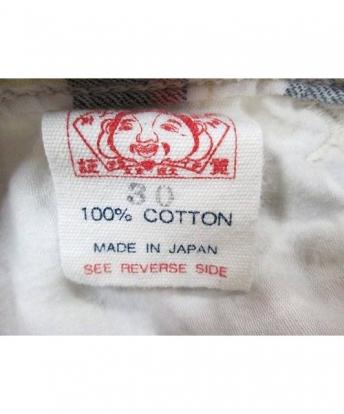 30
100% COTTON
MADE IN JAPAN
SEE REVERSE SIDE